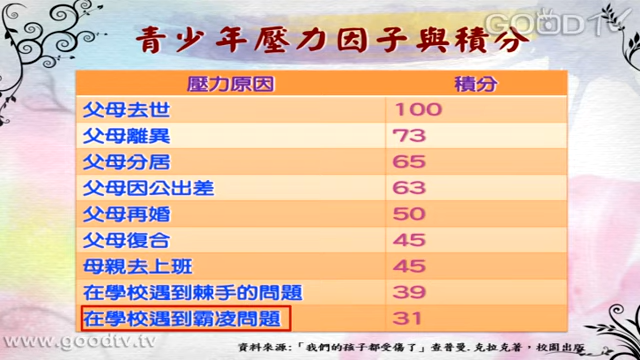 GOODTV
青少年壓力因子與積分
壓力原因 積分
父母去世 100
父母離異 73
父母分居 65
父母因公出差 63
父母再婚 50
父母復合 45
母親去上班 45
在學校遇到棘手的問題 39
在學校遇到霸凌問題 31
www.goodtv.tv
資料來源:「我們的孩子都受傷了」查普曼.克拉克著，校園出版